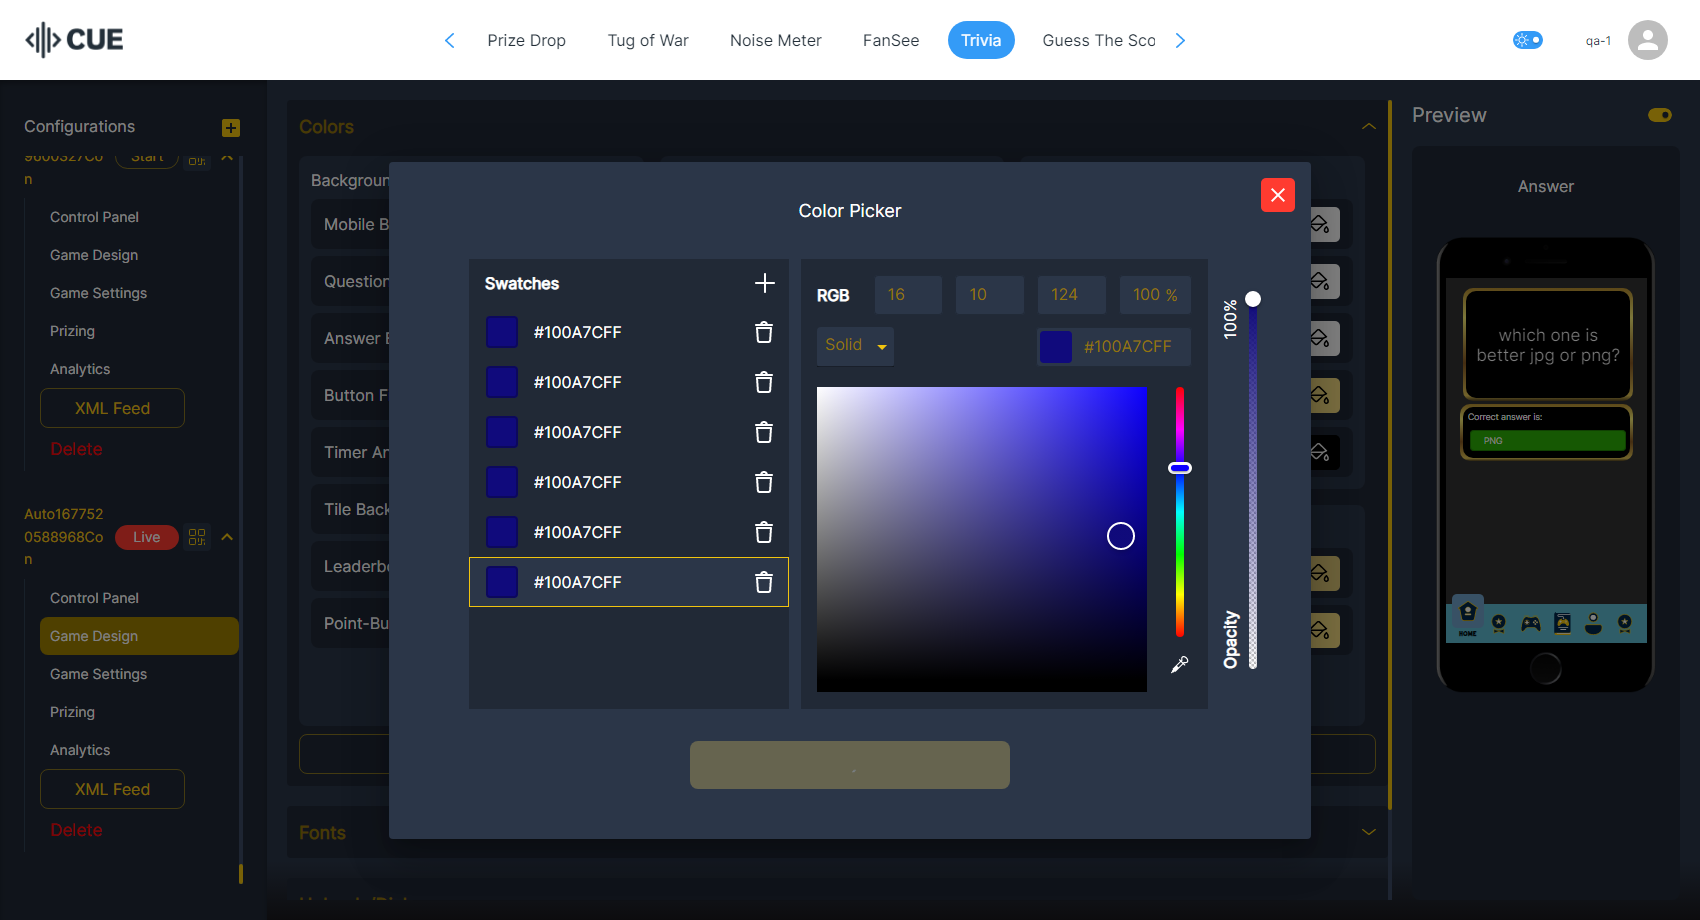 CUE
Prize Drop
Tug of War
Noise Meter
FanSee
Trivia
Guess The Sco
qa-1
Configurations
9600327Co
n
Start
Control Panel
Game Design
Game Settings
Prizing
Analytics
XML Feed
Delete
Auto167752
0588968Co
n
Live
Control Panel
Game Design
Game Settings
Prizing
Analytics
XML Feed
Delete
Colors
Backgroun
Mobile B
Question
Answer B
Button F
Timer An
Tile Back
Leaderbo
Point-Bu
Fonts
Color Picker
Swatches
#100A7CFF
#100A7CFF
#100A7CFF
#100A7CFF
#100A7CFF
#100A7CFF
RGB
16
10
124
100 %
Solid
#100A7CFF
100%
Opacity
Preview
Answer
which one is
better jpg or png?
Correct answer is:
PNG
HOME